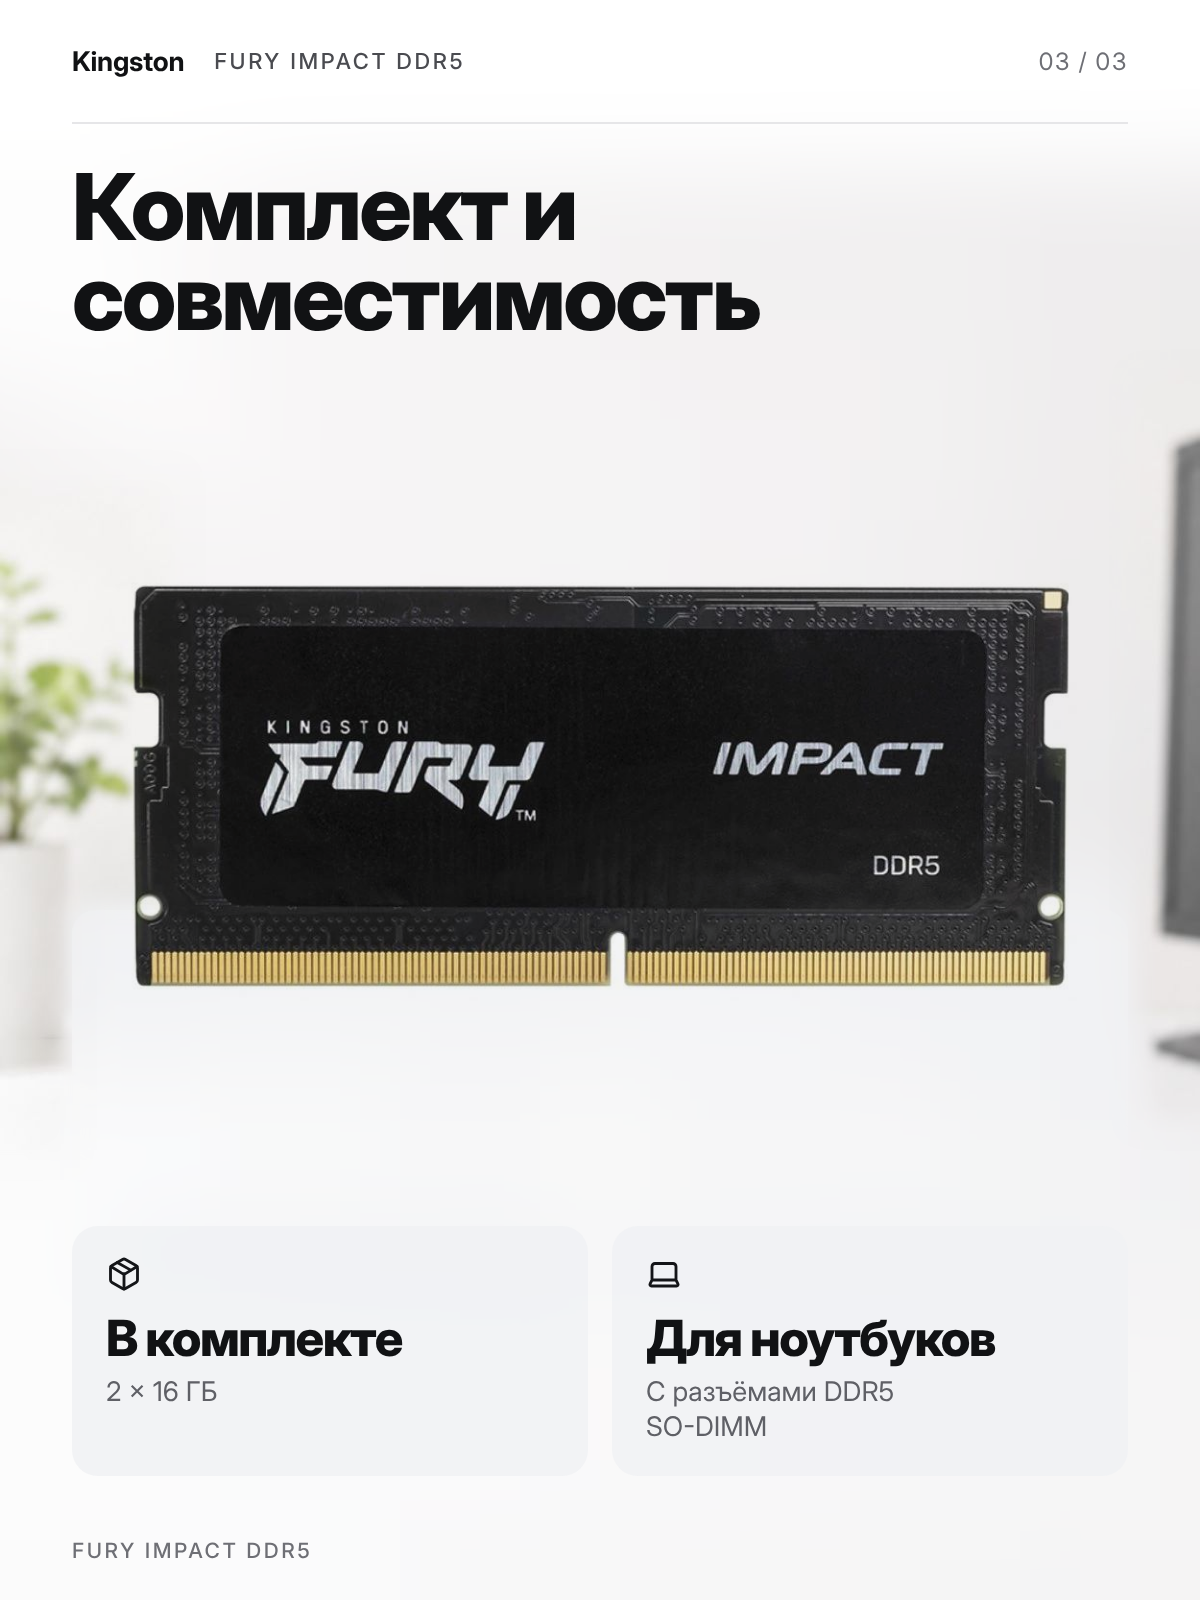 Kingston FURY IMPACT DDR5 03 / 03
Комплект и
совместимость
KINGSTON
FURY TM
IMPACT
DDR5
В комплекте
2 × 16 ГБ
Для ноутбуков
С разъёмами DDR5
SO-DIMM
FURY IMPACT DDR5